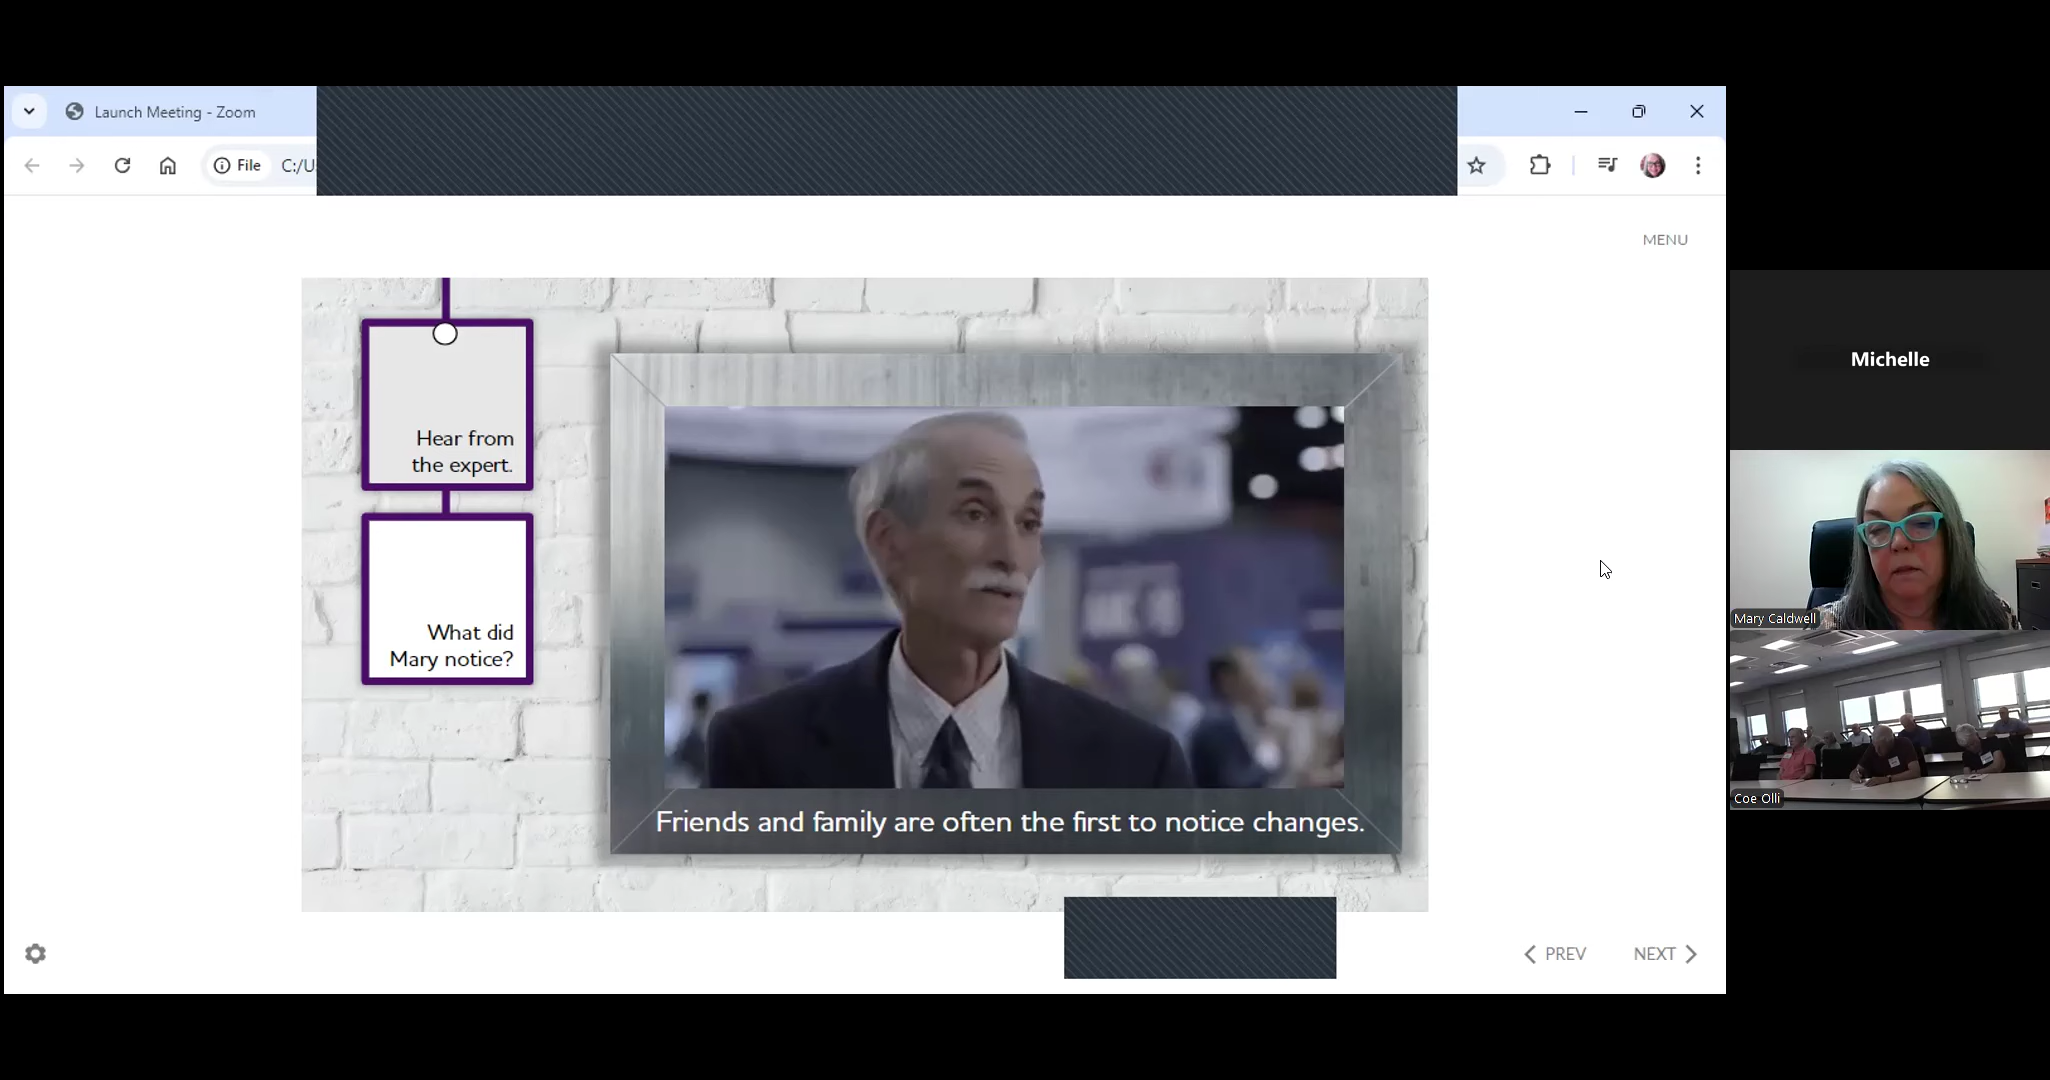 Launch Meeting - Zoom
File
C:/U
MENU
Hear from
the expert.
What did
Mary notice?
Friends and family are often the first to notice changes.
PREV
NEXT
Michelle
Mary Caldwell
Coe Olli